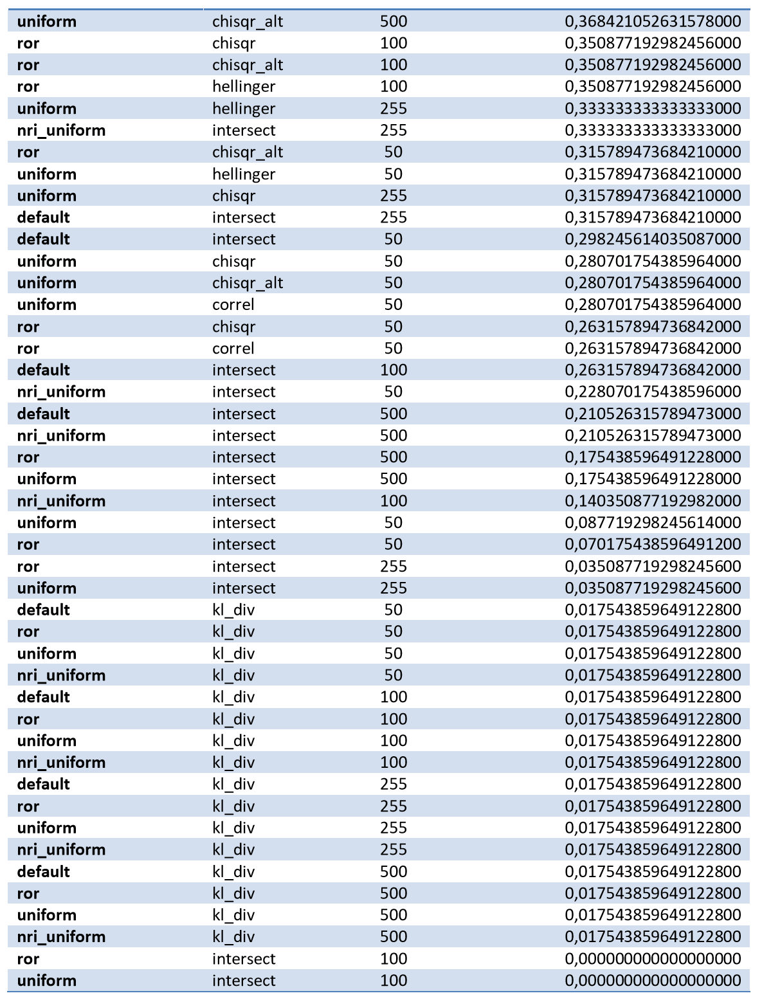 uniform chisqr_alt 500 0,368421052631578000
ror chisqr 100 0,350877192982456000
ror chisqr_alt 100 0,350877192982456000
ror hellinger 100 0,350877192982456000
uniform hellinger 255 0,333333333333333000
nri_uniform intersect 255 0,333333333333333000
ror chisqr_alt 50 0,315789473684210000
uniform hellinger 50 0,315789473684210000
uniform chisqr 255 0,315789473684210000
default intersect 255 0,315789473684210000
default intersect 50 0,298245614035087000
uniform chisqr 50 0,280701754385964000
uniform chisqr_alt 50 0,280701754385964000
uniform correl 50 0,280701754385964000
ror chisqr 50 0,263157894736842000
ror correl 50 0,263157894736842000
default intersect 100 0,263157894736842000
nri_uniform intersect 50 0,228070175438596000
default intersect 500 0,210526315789473000
nri_uniform intersect 500 0,210526315789473000
ror intersect 500 0,175438596491228000
uniform intersect 500 0,175438596491228000
nri_uniform intersect 100 0,140350877192982000
uniform intersect 50 0,087719298245614000
ror intersect 50 0,070175438596491200
ror intersect 255 0,035087719298245600
uniform intersect 255 0,035087719298245600
default kl_div 50 0,017543859649122800
ror kl_div 50 0,017543859649122800
uniform kl_div 50 0,017543859649122800
nri_uniform kl_div 50 0,017543859649122800
default kl_div 100 0,017543859649122800
ror kl_div 100 0,017543859649122800
uniform kl_div 100 0,017543859649122800
nri_uniform kl_div 100 0,017543859649122800
default kl_div 255 0,017543859649122800
ror kl_div 255 0,017543859649122800
uniform kl_div 255 0,017543859649122800
nri_uniform kl_div 255 0,017543859649122800
default kl_div 500 0,017543859649122800
ror kl_div 500 0,017543859649122800
uniform kl_div 500 0,017543859649122800
nri_uniform kl_div 500 0,017543859649122800
ror intersect 100 0,000000000000000000
uniform intersect 100 0,000000000000000000